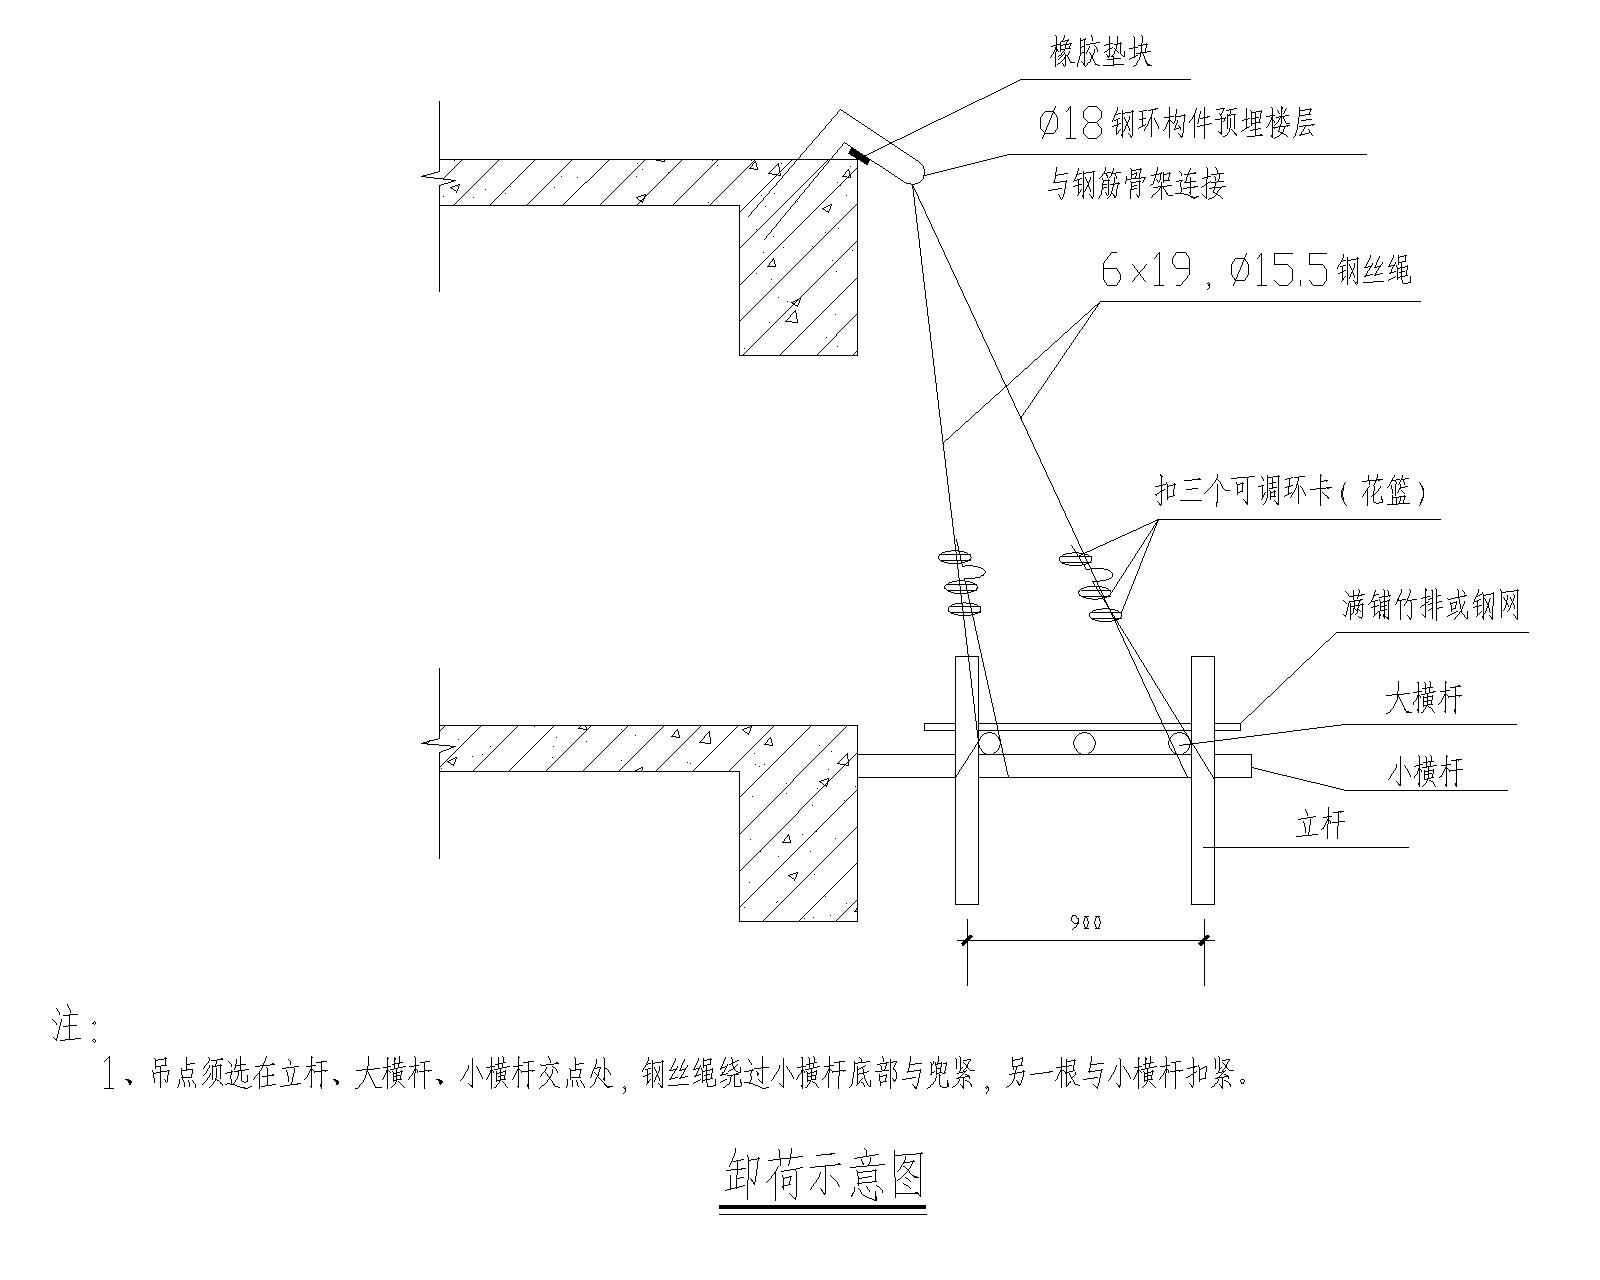 橡胶垫块
Ø18钢环构件预埋楼层
与钢筋骨架连接
6×19，Ø15.5钢丝绳
扣三个可调环卡(花篮)
满铺竹排或钢网
大横杆
小横杆
立杆
900
注：
1、吊点须选在立杆、大横杆、小横杆交点处，钢丝绳绕过小横杆底部与兜紧，另一根与小横杆扣紧。
卸荷示意图